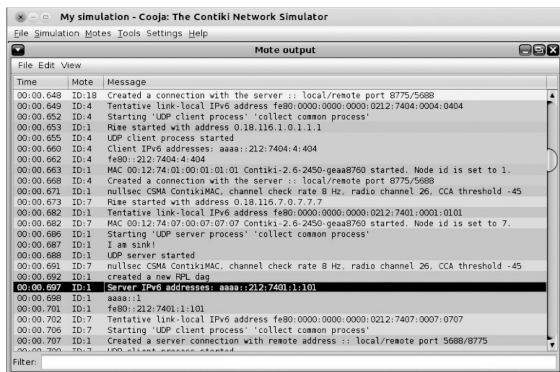 My simulation - Cooja: The Contiki Network Simulator
File Simulation Motes Tools Settings Help
Mote output
File Edit View
Time Mote Message
00:00.648 ID:18 Created a connection with the server :: local/remote port 8775/5688
00:00.649 ID:4 Tentative link-local IPv6 address fe80:0000:0000:0000:0212:7404:0004:0404
00:00.652 ID:4 Starting 'UDP client process' 'collect common process'
00:00.653 ID:1 Rime started with address 0.18.116.1.0.1.1.1
00:00.655 ID:4 UDP client process started
00:00.660 ID:4 Client IPv6 addresses: aaaa::212:7404:4:404
00:00.662 ID:4 fe80::212:7404:4:404
00:00.663 ID:1 MAC 00:12:74:01:00:01:01:01 Contiki-2.6-2450-geaa8760 started. Node id is set to 1.
00:00.668 ID:4 Created a connection with the server :: local/remote port 8775/5688
00:00.671 ID:1 nullsec CSMA ContikiMAC, channel check rate 8 Hz, radio channel 26, CCA threshold -45
00:00.673 ID:7 Rime started with address 0.18.116.7.0.7.7.7
00:00.682 ID:1 Tentative link-local IPv6 address fe80:0000:0000:0000:0212:7401:0001:0101
00:00.682 ID:7 MAC 00:12:74:07:00:07:07:07 Contiki-2.6-2450-geaa8760 started. Node id is set to 7.
00:00.686 ID:1 Starting 'UDP server process' 'collect common process'
00:00.687 ID:1 I am sink!
00:00.688 ID:1 UDP server started
00:00.691 ID:7 nullsec CSMA ContikiMAC, channel check rate 8 Hz, radio channel 26, CCA threshold -45
00:00.692 ID:1 created a new RPL dag
00:00.697 ID:1 Server IPv6 addresses: aaaa::212:7401:1:101
00:00.698 ID:1 aaaa::1
00:00.701 ID:1 fe80::212:7401:1:101
00:00.702 ID:7 Tentative link-local IPv6 address fe80:0000:0000:0000:0212:7407:0007:0707
00:00.706 ID:7 Starting 'UDP client process' 'collect common process'
00:00.707 ID:1 Created a server connection with remote address :: local/remote port 5688/8775
00:00.709 ID:7 UDP client process started
Filter: